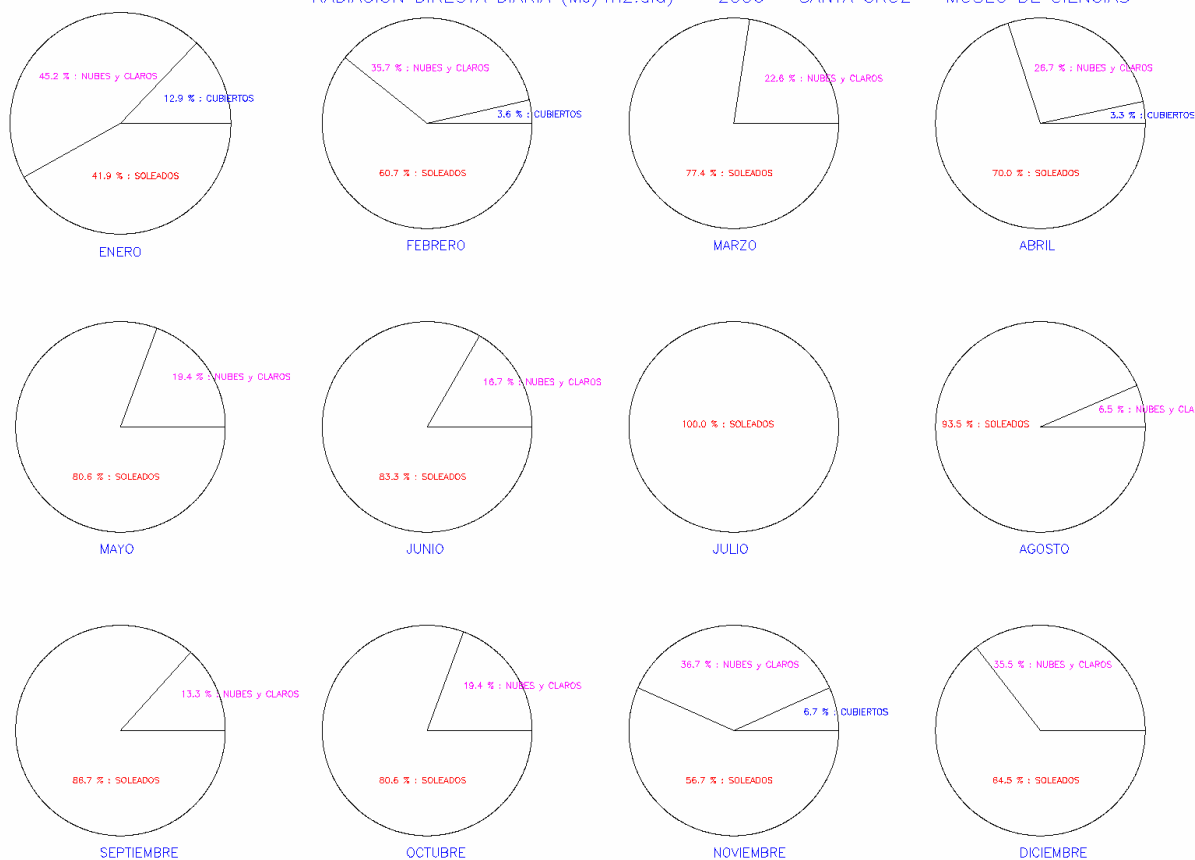 SANTA CRUZ MUSEO DE CIENCIAS
45.2 % : NUBES y CLAROS
12.9 % : CUBIERTOS
41.9 % : SOLEADOS
ENERO
35.7 % : NUBES y CLAROS
3.6 % : CUBIERTOS
60.7 % : SOLEADOS
FEBRERO
22.6 % : NUBES y CLAROS
77.4 % : SOLEADOS
MARZO
26.7 % : NUBES y CLAROS
3.3 % : CUBIERTOS
70.0 % : SOLEADOS
ABRIL
19.4 % : NUBES y CLAROS
80.6 % : SOLEADOS
MAYO
16.7 % : NUBES y CLAROS
83.3 % : SOLEADOS
JUNIO
100.0 % : SOLEADOS
JULIO
6.5 % : NUBES y CLA
93.5 % : SOLEADOS
AGOSTO
13.3 % : NUBES y CLAROS
86.7 % : SOLEADOS
SEPTIEMBRE
19.4 % : NUBES y CLAROS
80.6 % : SOLEADOS
OCTUBRE
36.7 % : NUBES y CLAROS
6.7 % : CUBIERTOS
56.7 % : SOLEADOS
NOVIEMBRE
35.5 % : NUBES y CLAROS
64.5 % : SOLEADOS
DICIEMBRE